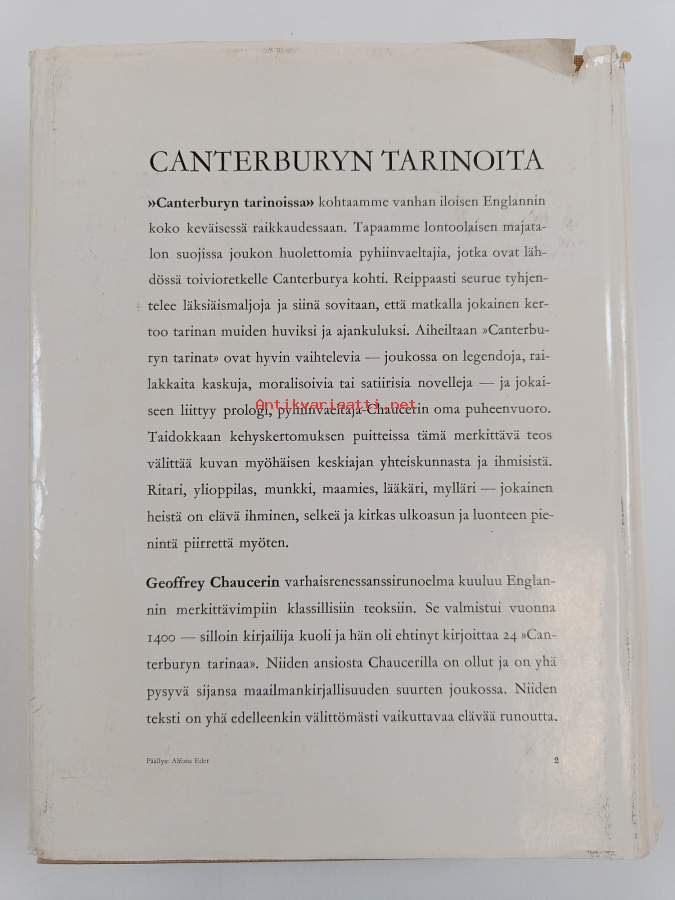 CANTERBURYN TARINOITA
»Canterburyn tarinoissa» kohtaamme vanhan iloisen Englannin
koko keväisessä raikkaudessaan. Tapaamme lontoolaisen majata-
lon suojissa joukon huolettomia pyhiinvaeltajia, jotka ovat läh-
dössä toivioretkelle Canterburya kohti. Reippaasti seurue tyhjen-
telee läksiäismaljoja ja siinä sovitaan, että matkalla jokainen ker-
too tarinan muiden huviksi ja ajankuluksi. Aiheiltaan »Canterbu-
ryn tarinat» ovat hyvin vaihtelevia — joukossa on legendoja, rai-
lakkaita kaskuja, moralisoivia tai satiirisia novelleja — ja jokai-
Antikvariaatti.net
seen liittyy prologi, pyhiinvaeltaja-Chaucerin oma puheenvuoro.
Taidokkaan kehyskertomuksen puitteissa tämä merkittävä teos
välittää kuvan myöhäisen keskiajan yhteiskunnasta ja ihmisistä.
Ritari, ylioppilas, munkki, maamies, lääkäri, mylläri — jokainen
heistä on elävä ihminen, selkeä ja kirkas ulkoasun ja luonteen pie-
nintä piirrettä myöten.
Geoffrey Chaucerin varhaisrenessanssirunoelma kuuluu Englan-
nin merkittävimpiin klassillisiin teoksiin. Se valmistui vuonna
1400 — silloin kirjailija kuoli ja hän oli ehtinyt kirjoittaa 24 »Can-
terburyn tarinaa». Niiden ansiosta Chaucerilla on ollut ja on yhä
pysyvä sijansa maailmankirjallisuuden suurten joukossa. Niiden
teksti on yhä edelleenkin välittömästi vaikuttavaa elävää runoutta.
Päällys: Alfons Eder 2